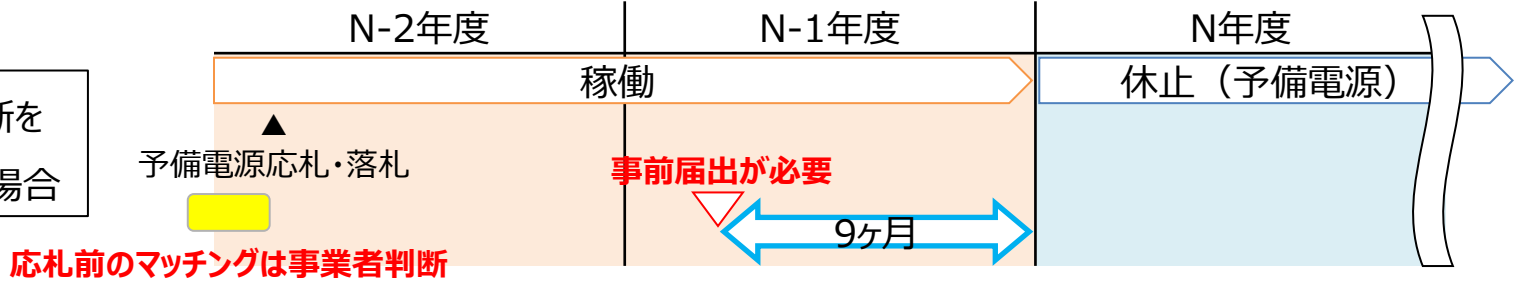 N-2年度
N-1年度
N年度
稼働
休止（予備電源）
断を
場合
▲
予備電源応札・落札
事前届出が必要
9ヶ月
応札前のマッチングは事業者判断